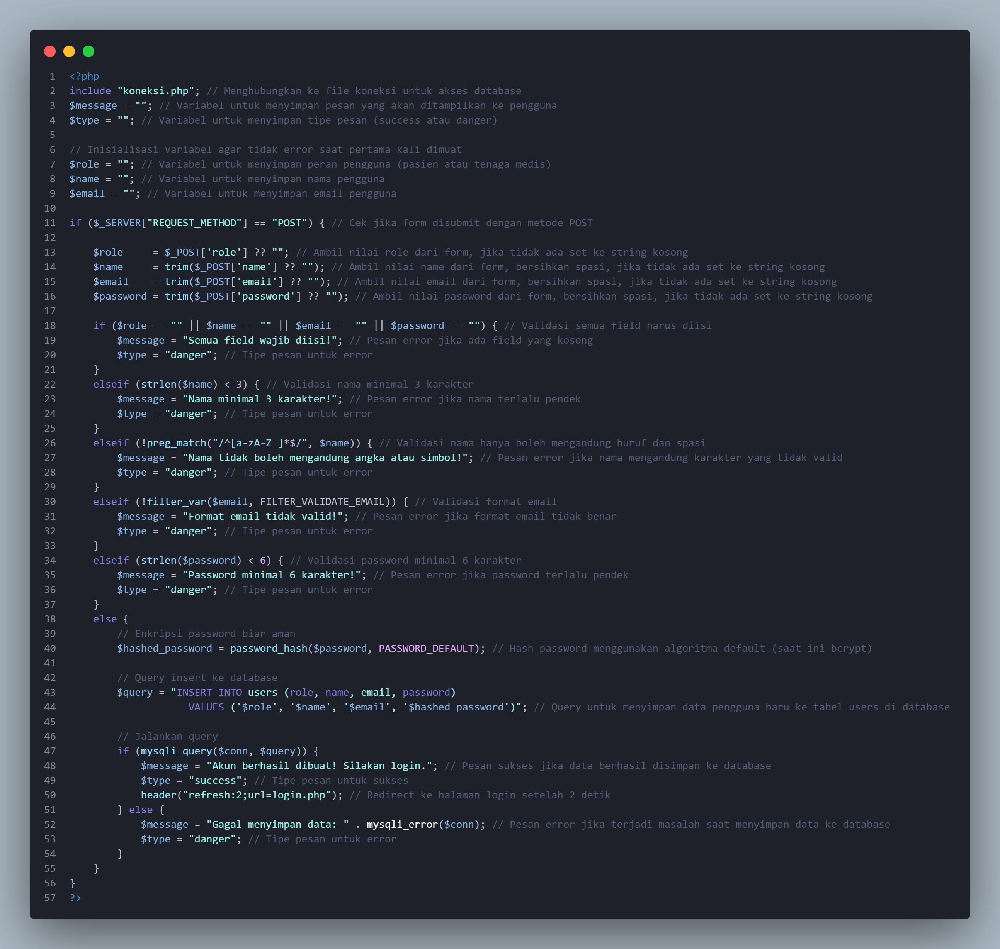 1 <?php
2 include "koneksi.php"; // Menghubungkan ke file koneksi untuk akses database
3 $message = ""; // Variabel untuk menyimpan pesan yang akan ditampilkan ke pengguna
4 $type = ""; // Variabel untuk menyimpan tipe pesan (success atau danger)
5
6 // Inisialisasi variabel agar tidak error saat pertama kali dimuat
7 $role = ""; // Variabel untuk menyimpan peran pengguna (pasien atau tenaga medis)
8 $name = ""; // Variabel untuk menyimpan nama pengguna
9 $email = ""; // Variabel untuk menyimpan email pengguna
10
11 if ($_SERVER["REQUEST_METHOD"] == "POST") { // Cek jika form disubmit dengan metode POST
12
13     $role     = $_POST['role'] ?? ""; // Ambil nilai role dari form, jika tidak ada set ke string kosong
14     $name     = trim($_POST['name'] ?? ""); // Ambil nilai name dari form, bersihkan spasi, jika tidak ada set ke string kosong
15     $email    = trim($_POST['email'] ?? ""); // Ambil nilai email dari form, bersihkan spasi, jika tidak ada set ke string kosong
16     $password = trim($_POST['password'] ?? ""); // Ambil nilai password dari form, bersihkan spasi, jika tidak ada set ke string kosong
17
18     if ($role == "" || $name == "" || $email == "" || $password == "") { // Validasi semua field harus diisi
19         $message = "Semua field wajib diisi!"; // Pesan error jika ada field yang kosong
20         $type = "danger"; // Tipe pesan untuk error
21     }
22     elseif (strlen($name) < 3) { // Validasi nama minimal 3 karakter
23         $message = "Nama minimal 3 karakter!"; // Pesan error jika nama terlalu pendek
24         $type = "danger"; // Tipe pesan untuk error
25     }
26     elseif (!preg_match("/^[a-zA-Z ]*$/", $name)) { // Validasi nama hanya boleh mengandung huruf dan spasi
27         $message = "Nama tidak boleh mengandung angka atau simbol!"; // Pesan error jika nama mengandung karakter yang tidak valid
28         $type = "danger"; // Tipe pesan untuk error
29     }
30     elseif (!filter_var($email, FILTER_VALIDATE_EMAIL)) { // Validasi format email
31         $message = "Format email tidak valid!"; // Pesan error jika format email tidak benar
32         $type = "danger"; // Tipe pesan untuk error
33     }
34     elseif (strlen($password) < 6) { // Validasi password minimal 6 karakter
35         $message = "Password minimal 6 karakter!"; // Pesan error jika password terlalu pendek
36         $type = "danger"; // Tipe pesan untuk error
37     }
38     else {
39         // Enkripsi password biar aman
40         $hashed_password = password_hash($password, PASSWORD_DEFAULT); // Hash password menggunakan algoritma default (saat ini bcrypt)
41
42         // Query insert ke database
43         $query = "INSERT INTO users (role, name, email, password)
44                     VALUES ('$role', '$name', '$email', '$hashed_password')"; // Query untuk menyimpan data pengguna baru ke tabel users di database
45
46         // Jalankan query
47         if (mysqli_query($conn, $query)) {
48             $message = "Akun berhasil dibuat! Silakan login."; // Pesan sukses jika data berhasil disimpan ke database
49             $type = "success"; // Tipe pesan untuk sukses
50             header("refresh:2;url=login.php"); // Redirect ke halaman login setelah 2 detik
51         } else {
52             $message = "Gagal menyimpan data: " . mysqli_error($conn); // Pesan error jika terjadi masalah saat menyimpan data ke database
53             $type = "danger"; // Tipe pesan untuk error
54         }
55     }
56 }
57 ?>